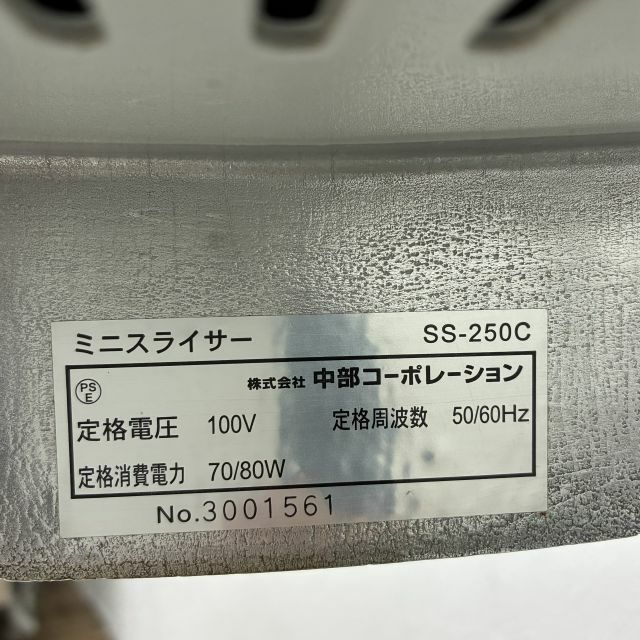 ミニスライサー SS-250C
PS
E
株式会社 中部コーポレーション
定格電圧 100V 定格周波数 50/60Hz
定格消費電力 70/80W
No.3001561